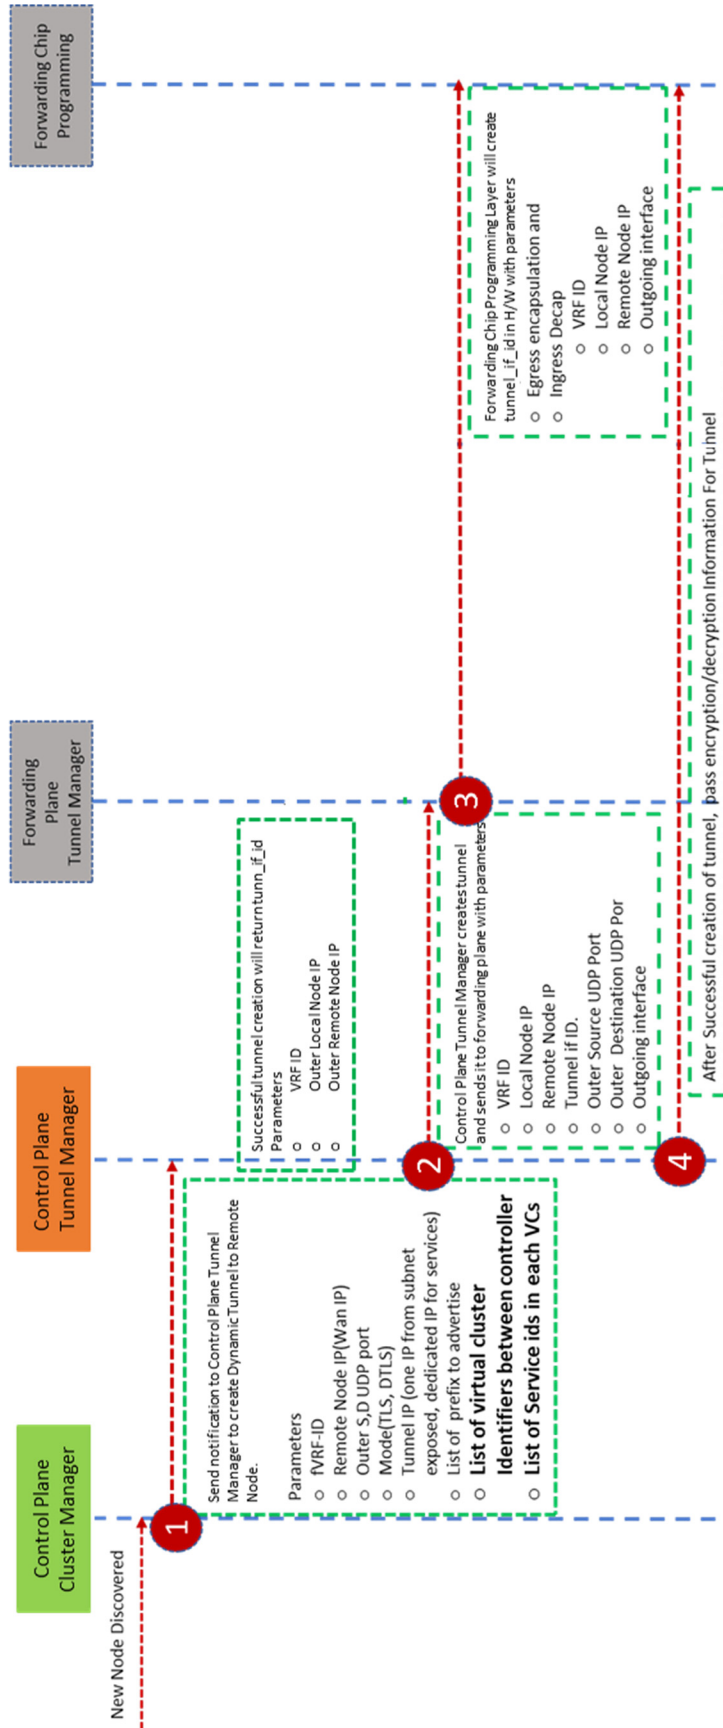 Control Plane
Cluster Manager
Control Plane
Tunnel Manager
Forwarding
Plane
Tunnel Manager
Forwarding Chip
Programming
New Node Discovered
1
Send notification to Control Plane Tunnel
Manager to create Dynamic Tunnel to Remote
Node.
Parameters
○ fVRF-ID
○ Remote Node IP(Wan IP)
○ Outer S,D UDP port
○ Mode(TLS, DTLS)
○ Tunnel IP (one IP from subnet
exposed, dedicated IP for services)
○ List of prefix to advertise
○ List of virtual cluster
Identifiers between controller
○ List of Service ids in each VCs
Successful tunnel creation will return tunn_if_id
Parameters
○ VRF ID
○ Outer Local Node IP
○ Outer Remote Node IP
2
Control Plane Tunnel Manager creates tunnel
and sends it to forwarding plane with parameters
○ VRF ID
○ Local Node IP
○ Remote Node IP
○ Tunnel if ID.
○ Outer Source UDP Port
○ Outer Destination UDP Por
○ Outgoing interface
3
Forwarding Chip Programming Layer will create
tunnel_if_id in H/W with parameters
○ Egress encapsulation and
○ Ingress Decap
○ VRF ID
○ Local Node IP
○ Remote Node IP
○ Outgoing interface
4
After Successful creation of tunnel, pass encryption/decryption Information For Tunnel